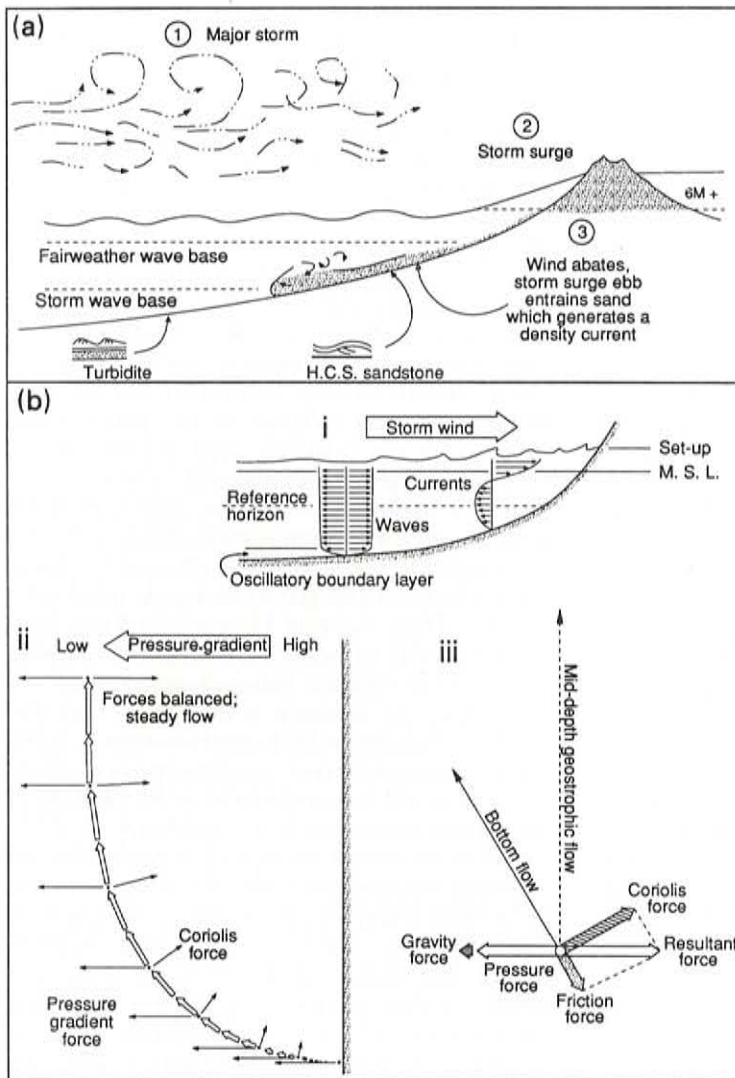 (a)
1 Major storm
2
Storm surge
6M +
Fairweather wave base
3
Wind abates,
storm surge ebb
entrains sand
which generates a
density current
Storm wave base
Turbidite
H.C.S. sandstone
(b)
i
Storm wind
Set-up
M. S. L.
Currents
Reference
horizon
Waves
Oscillatory boundary layer
ii
Low
Pressure-gradient
High
Forces balanced;
steady flow
Coriolis
force
Pressure
gradient
force
iii
Mid-depth geostrophic
flow
Bottom flow
Coriolis
force
Gravity
force
Pressure
force
Resultant
force
Friction
force